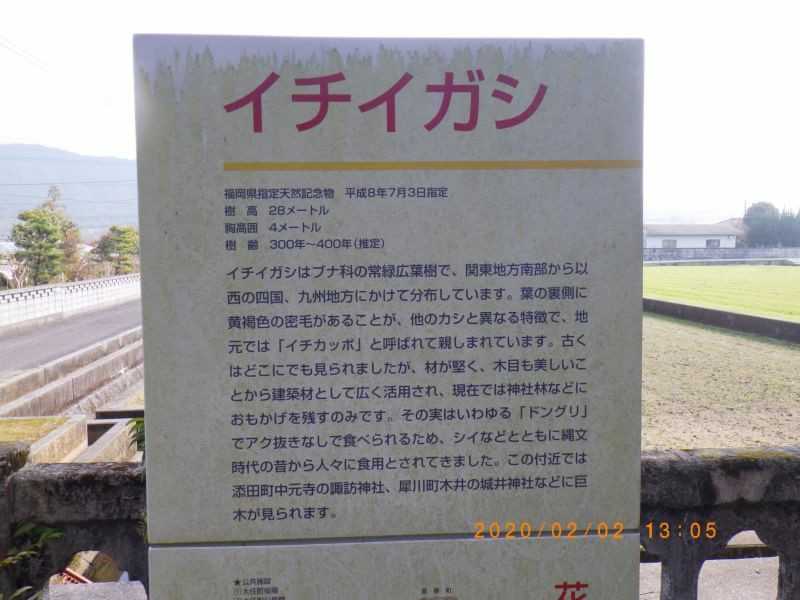 イチイガシ
福岡県指定天然記念物　平成8年7月3日指定
樹　高　28メートル
胸高囲　4メートル
樹　齢　300年〜400年(推定)
イチイガシはブナ科の常緑広葉樹で、関東地方南部から以
西の四国、九州地方にかけて分布しています。葉の裏側に
黄褐色の密毛があることが、他のカシと異なる特徴で、地
元では「イチカッポ」と呼ばれて親しまれています。古く
はどこにでも見られましたが、材が堅く、木目も美しいこ
とから建築材として広く活用され、現在では神社林などに
おもかげを残すのみです。その実はいわゆる「ドングリ」
でアク抜きなしで食べられるため、シイなどとともに縄文
時代の昔から人々に食用とされてきました。この付近では
添田町中元寺の諏訪神社、犀川町木井の城井神社などに巨
木が見られます。
2020/02/02 13:05
★公共施設
花